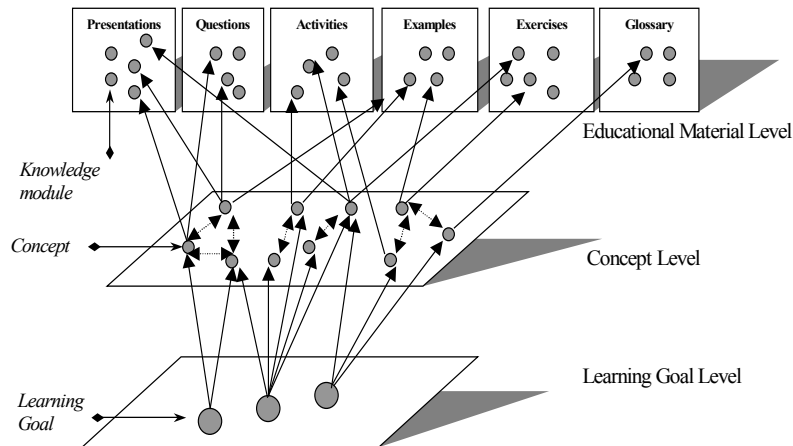 Presentations
Questions
Activities
Examples
Exercises
Glossary
Educational Material Level
Knowledge
module
Concept
Concept Level
Learning Goal Level
Learning
Goal